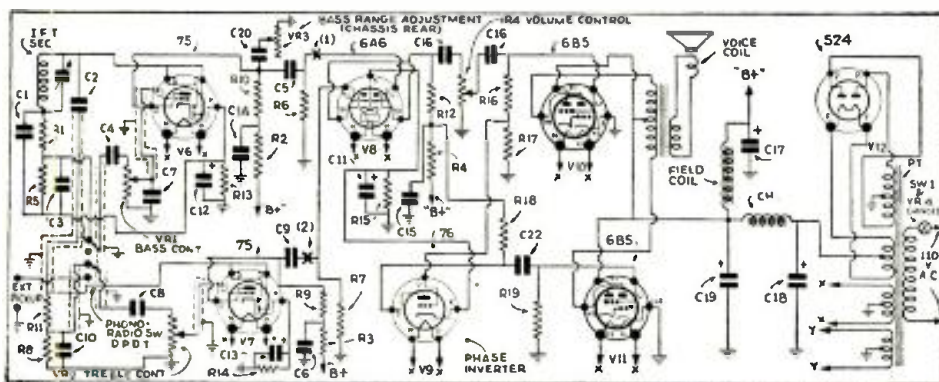 BASS RANGE ADJUSTMENT
(CHASSIS REAR)
R4 VOLUME CONTROL
I.F.T
SEC
C20
VR3
(1)
6A6
C16
C16
6B5
VOICE
COIL
5Z4
75
C2
C1
R1
C4
V6
R10
C5
R6
C14
R2
V8
R12
R16
"B+"
V10
R17
C17
V12
PT
SW1
&
R5
C3
C7
C12
R13
C11
R15
C15
R4
"B+"
FIELD
COIL
CH
110
V
AC
VR1
BASS CONT
B+
75
C9
(2)
76
R18
6B5
EXT
PICKUP
R11
C8
PHONO-
RADIO SW
DPDT
C10
R8
V7
R9
R7
R3
C22
R19
C19
C18
C13
R14
C6
B+
V9
PHASE
INVERTER
V11
X
X
Y
Y
TREBLE CONT